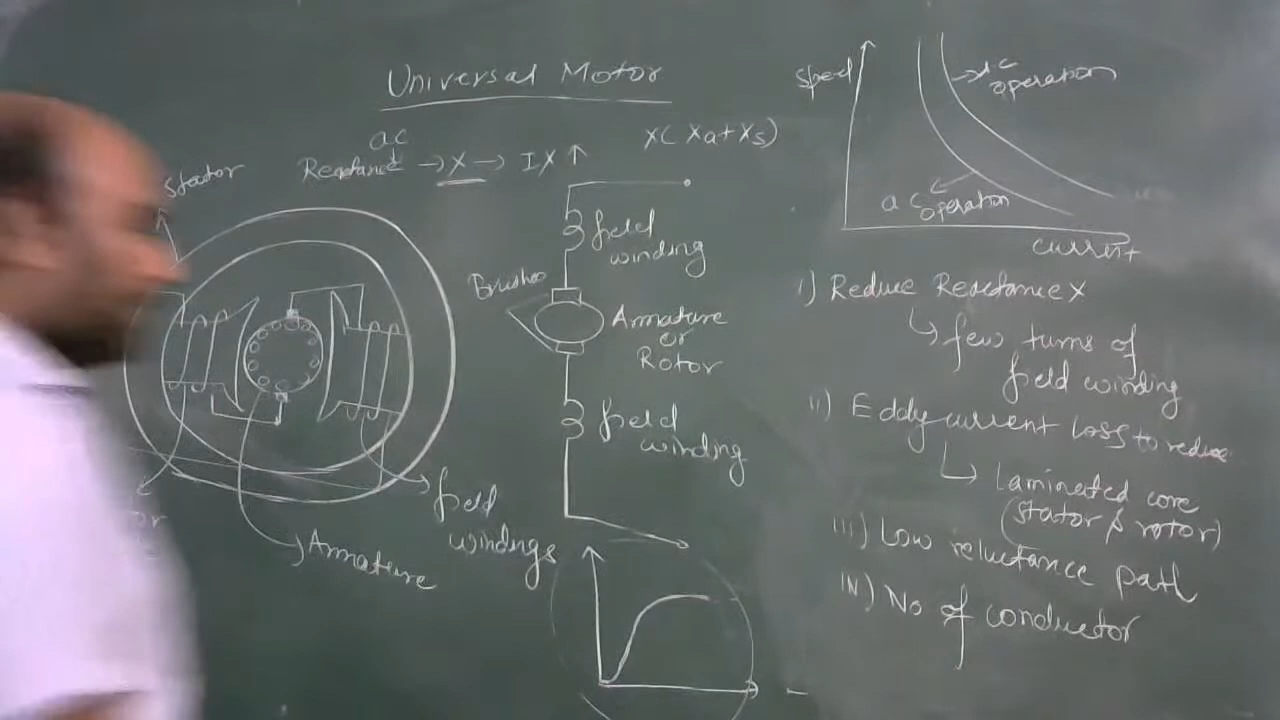 Universal Motor
ac
Reactance → X → IX ↑
X (Xa + Xs)
Stator
field
winding
Brushes
Armature
or
Rotor
field
winding
field
windings
Armature
Speed
dc
operation
ac
operation
current
i) Reduce Reactance X
few turns of
field winding
ii) Eddy current loss to reduce
Laminated core
(stator & rotor)
iii) Low reluctance path
iv) No of conductor